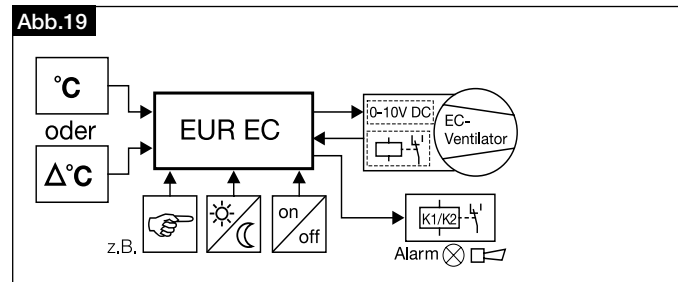 Abb.19
°C
oder
Δ°C
EUR EC
0-10V DC
EC-
Ventilator
z.B.
on
off
K1/K2
Alarm